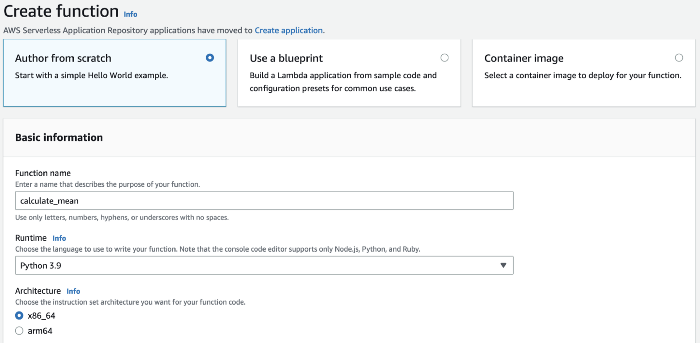 Create function Info
AWS Serverless Application Repository applications have moved to Create application.
Author from scratch
Start with a simple Hello World example.
Use a blueprint
Build a Lambda application from sample code and
configuration presets for common use cases.
Container image
Select a container image to deploy for your function.
Basic information
Function name
Enter a name that describes the purpose of your function.
calculate_mean
Use only letters, numbers, hyphens, or underscores with no spaces.
Runtime Info
Choose the language to use to write your function. Note that the console code editor supports only Node.js, Python, and Ruby.
Python 3.9
Architecture Info
Choose the instruction set architecture you want for your function code.
x86_64
arm64